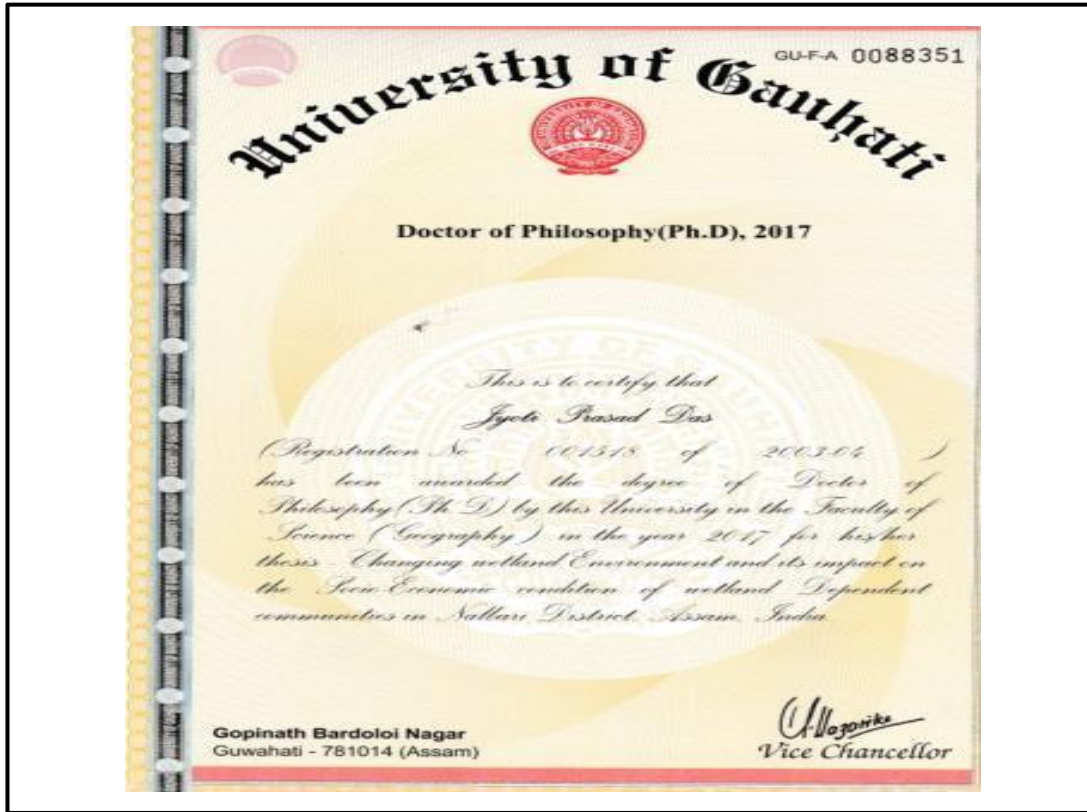 GU-F-A 0088351
University of Gauhati
Doctor of Philosophy(Ph.D), 2017
This is to certify that
Jyoti Prasad Das
(Registration No 001518 of 2003-04 )
has been awarded the degree of Doctor of
Philosophy (Ph D) by this University in the Faculty of
Science ( Geography ) in the year 2017 for his/her
thesis Changing wetland Environment and its impact on
the Socio-Economic condition of wetland Dependent
communities in Nalbari District, Assam, India
Gopinath Bardoloi Nagar
Guwahati - 781014 (Assam)
Vice Chancellor